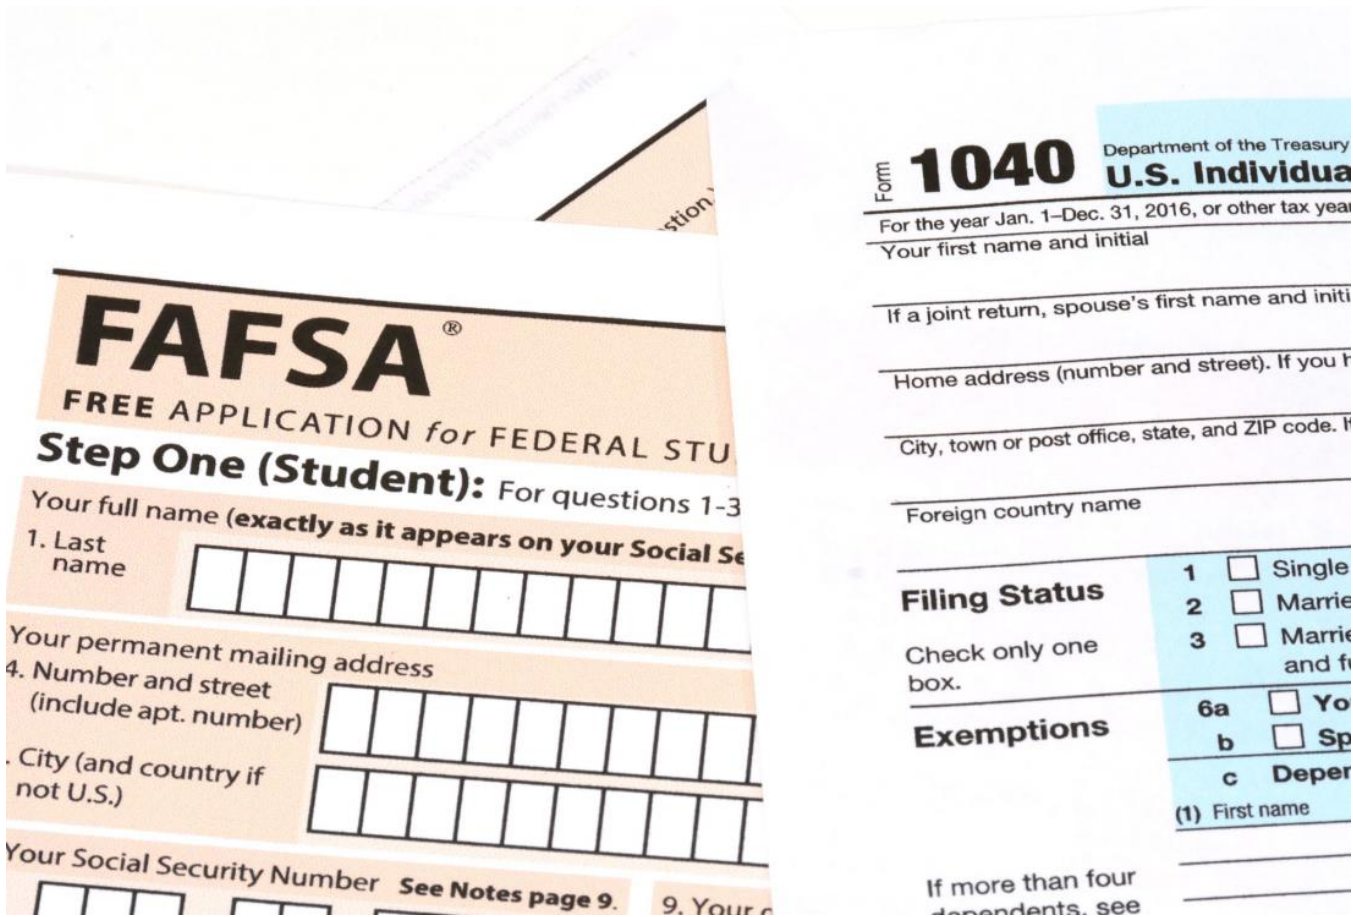 stion.
FAFSA®
FREE APPLICATION for FEDERAL STU
Step One (Student): For questions 1-3
Your full name (exactly as it appears on your Social Se
1. Last
name
Your permanent mailing address
4. Number and street
(include apt. number)
. City (and country if
not U.S.)
Your Social Security Number See Notes page 9.
9. Your
Form 1040
Department of the Treasury
U.S. Individua
For the year Jan. 1–Dec. 31, 2016, or other tax year
Your first name and initial
If a joint return, spouse's first name and initi
Home address (number and street). If you h
City, town or post office, state, and ZIP code. I
Foreign country name
Filing Status
Check only one
box.
1 Single
2 Marrie
3 Marrie
and fu
Exemptions
6a Yo
b Sp
c Deper
(1) First name
If more than four
dependents, see